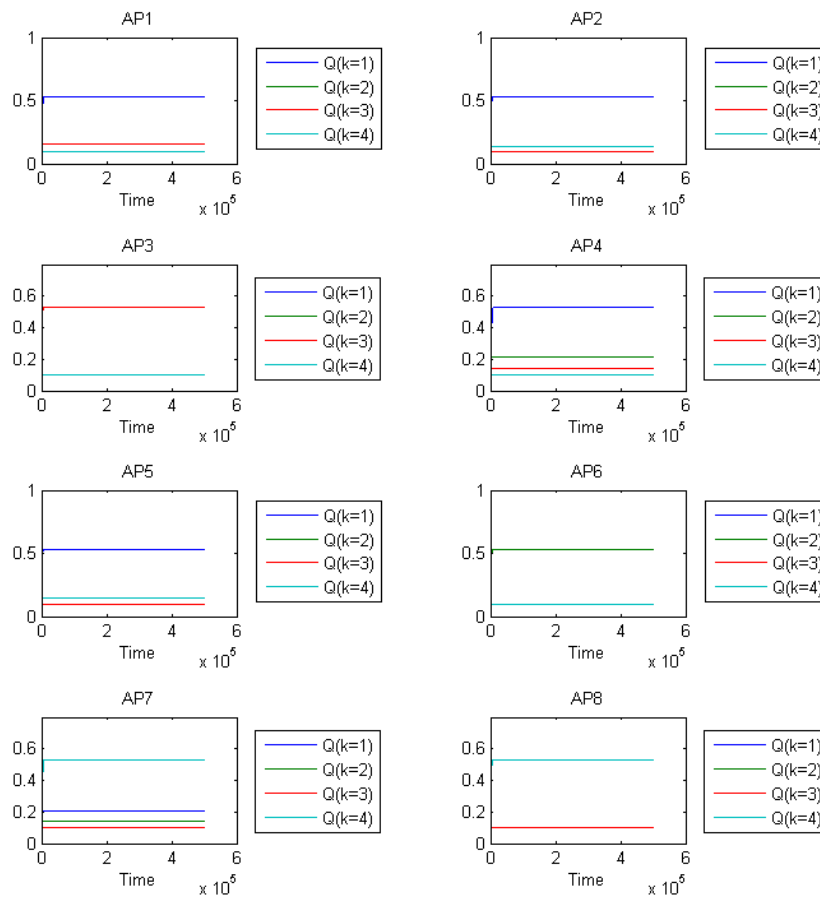 AP1
1
0.5
0
0 2 4 6
Time
x 10^5
Q(k=1)
Q(k=2)
Q(k=3)
Q(k=4)
AP2
1
0.5
0
0 2 4 6
Time
x 10^5
Q(k=1)
Q(k=2)
Q(k=3)
Q(k=4)
AP3
0.6
0.4
0.2
0
0 2 4 6
Time
x 10^5
Q(k=1)
Q(k=2)
Q(k=3)
Q(k=4)
AP4
0.6
0.4
0.2
0
0 2 4 6
Time
x 10^5
Q(k=1)
Q(k=2)
Q(k=3)
Q(k=4)
AP5
1
0.5
0
0 2 4 6
Time
x 10^5
Q(k=1)
Q(k=2)
Q(k=3)
Q(k=4)
AP6
1
0.5
0
0 2 4 6
Time
x 10^5
Q(k=1)
Q(k=2)
Q(k=3)
Q(k=4)
AP7
0.6
0.4
0.2
0
0 2 4 6
Time
x 10^5
Q(k=1)
Q(k=2)
Q(k=3)
Q(k=4)
AP8
0.6
0.4
0.2
0
0 2 4 6
Time
x 10^5
Q(k=1)
Q(k=2)
Q(k=3)
Q(k=4)